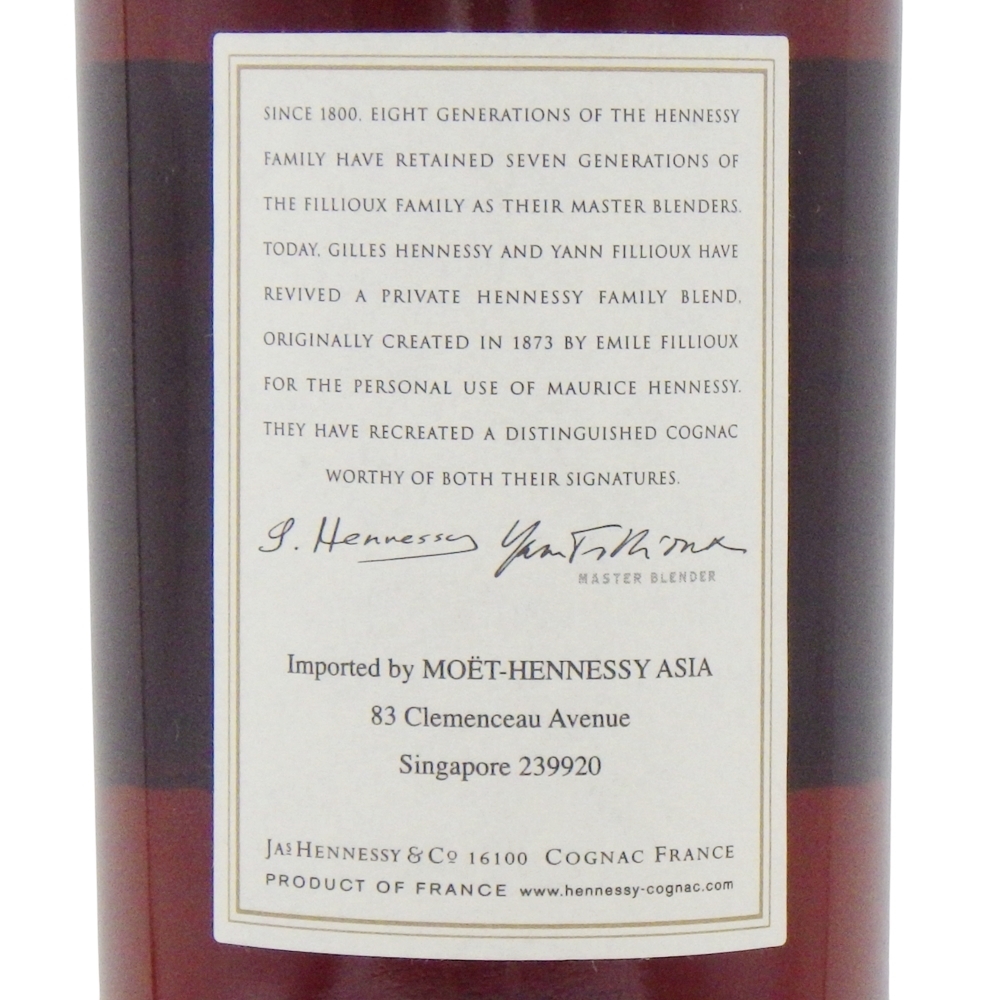 SINCE 1800, EIGHT GENERATIONS OF THE HENNESSY
FAMILY HAVE RETAINED SEVEN GENERATIONS OF
THE FILLIOUX FAMILY AS THEIR MASTER BLENDERS.
TODAY, GILLES HENNESSY AND YANN FILLIOUX HAVE
REVIVED A PRIVATE HENNESSY FAMILY BLEND,
ORIGINALLY CREATED IN 1873 BY EMILE FILLIOUX
FOR THE PERSONAL USE OF MAURICE HENNESSY.
THEY HAVE RECREATED A DISTINGUISHED COGNAC
WORTHY OF BOTH THEIR SIGNATURES.
G. Hennessy Yann Fillioux
MASTER BLENDER
Imported by MOËT-HENNESSY ASIA
83 Clemenceau Avenue
Singapore 239920
JAS HENNESSY & Co 16100 COGNAC FRANCE
PRODUCT OF FRANCE www.hennessy-cognac.com